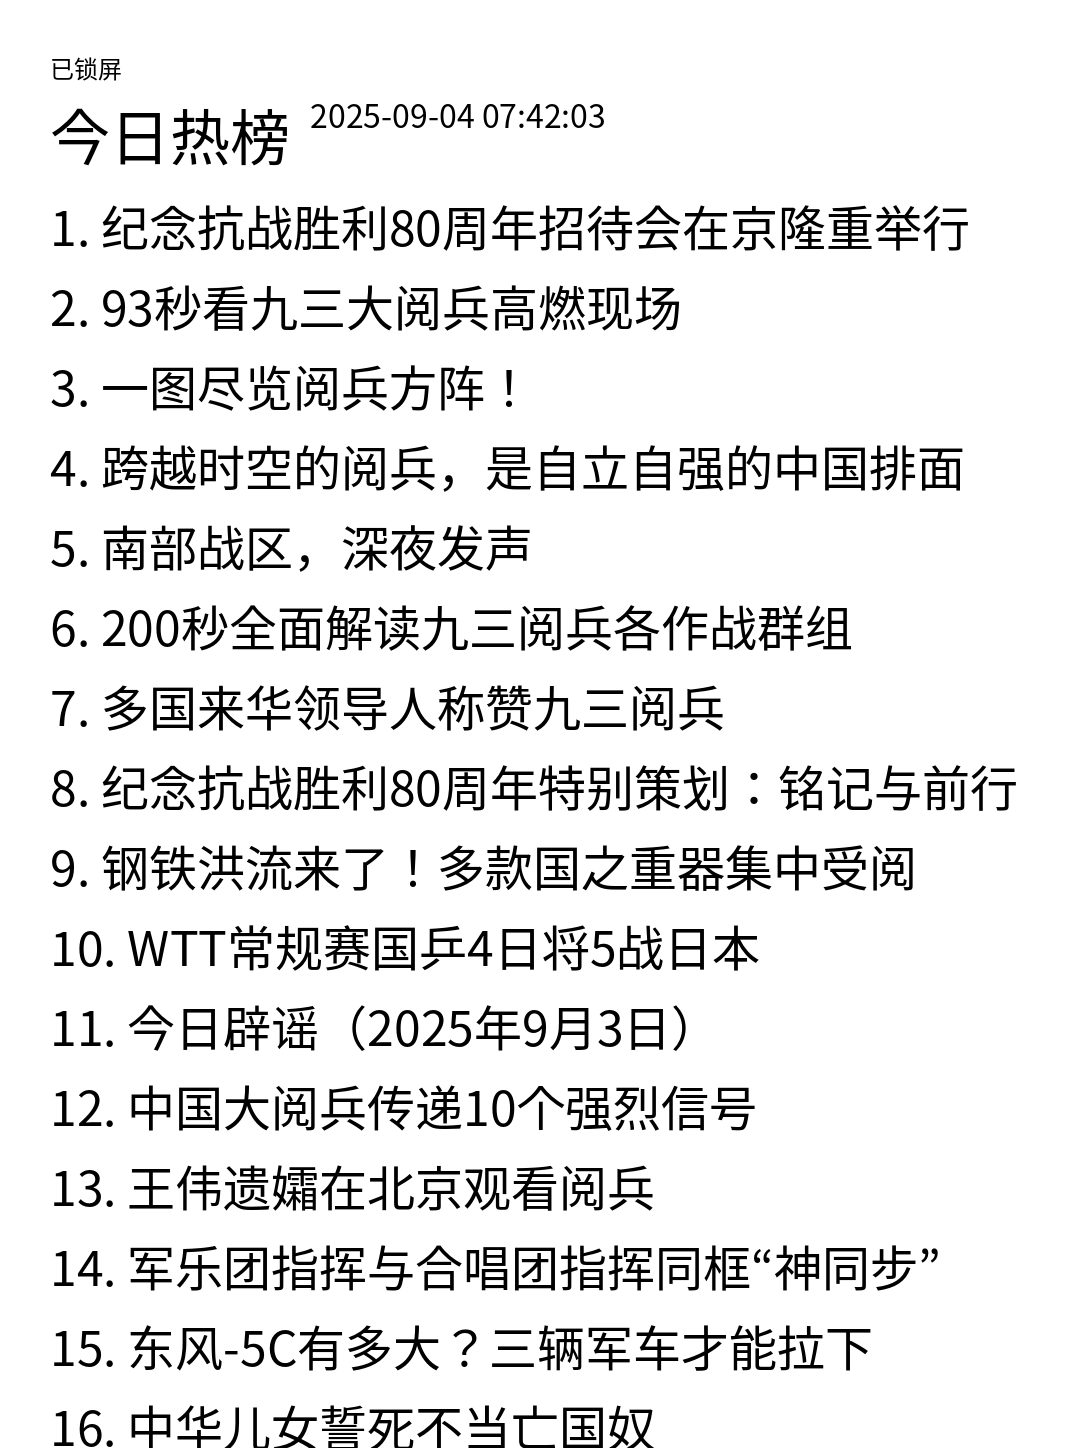 已锁屏
今日热榜 2025-09-04 07:42:03
1. 纪念抗战胜利80周年招待会在京隆重举行
2. 93秒看九三大阅兵高燃现场
3. 一图尽览阅兵方阵！
4. 跨越时空的阅兵，是自立自强的中国排面
5. 南部战区，深夜发声
6. 200秒全面解读九三阅兵各作战群组
7. 多国来华领导人称赞九三阅兵
8. 纪念抗战胜利80周年特别策划：铭记与前行
9. 钢铁洪流来了！多款国之重器集中受阅
10. WTT常规赛国乒4日将5战日本
11. 今日辟谣（2025年9月3日）
12. 中国大阅兵传递10个强烈信号
13. 王伟遗孀在北京观看阅兵
14. 军乐团指挥与合唱团指挥同框“神同步”
15. 东风-5C有多大？三辆军车才能拉下
16. 中华儿女誓死不当亡国奴